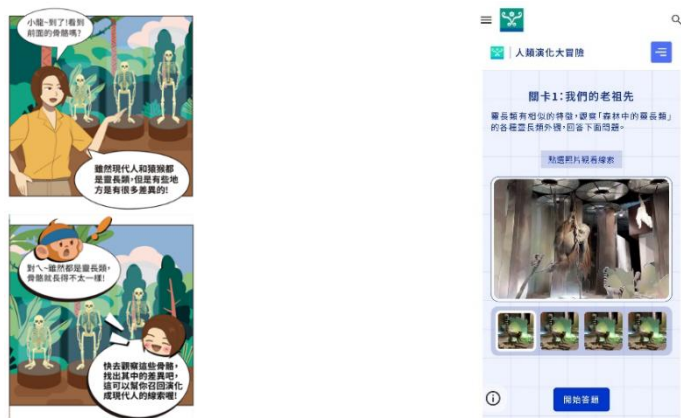 小龍~到了!看到
前面的骨骼嗎?
雖然現代人和猿猴都
是靈長類,但是有些地
方是有很多差異的!
對ㄟ~雖然都是靈長類,
骨骼就長得不太一樣!
快去觀察這些骨骼,
找出其中的差異吧,
這可以幫你召回演化
成現代人的線索喔!
人類演化大冒險
關卡1:我們的老祖先
靈長類有相似的特徵,觀察「森林中的靈長類」
的各種靈長類外觀,回答下面問題。
點選照片觀看線索
開始答題